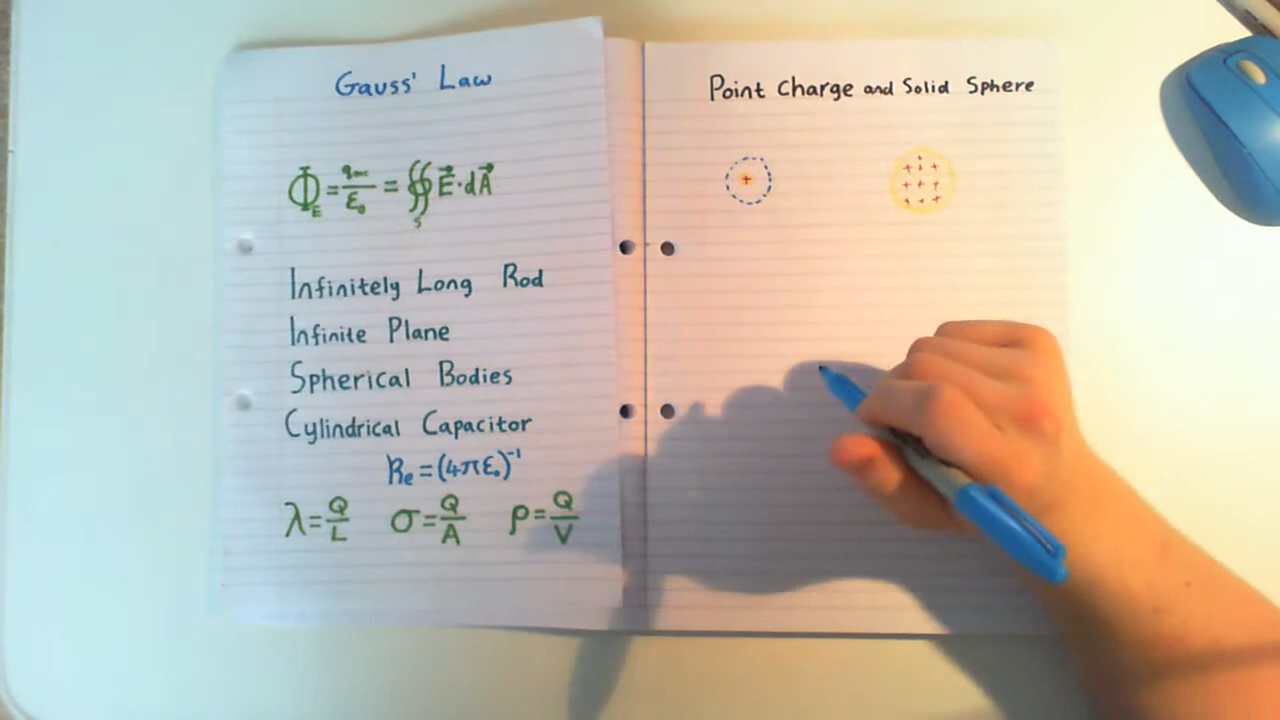 Gauss' Law
Φ_E = q_enc/ε₀ = ∯_S E⃗·dA⃗
Infinitely Long Rod
Infinite Plane
Spherical Bodies
Cylindrical Capacitor
k_e = (4πε₀)⁻¹
λ = Q/L σ = Q/A ρ = Q/V
Point Charge and Solid Sphere
+
+ + +
+ + +
+ + +